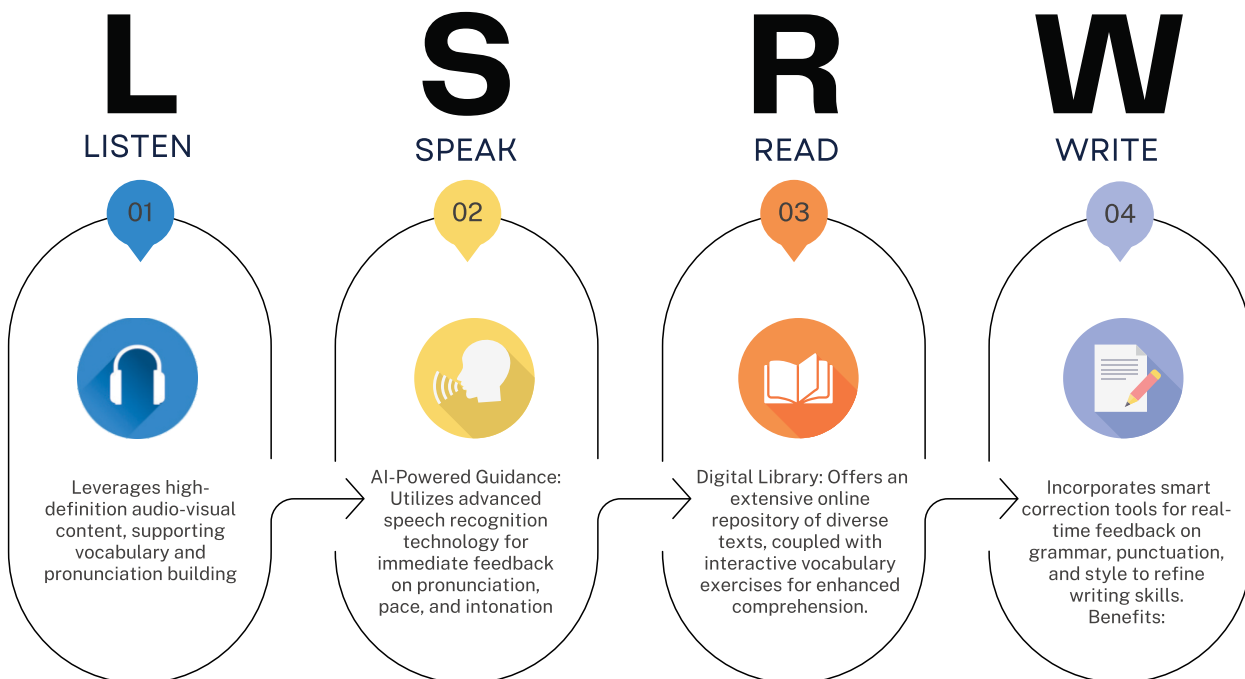 L
LISTEN
01
Leverages high-
definition audio-visual
content, supporting
vocabulary and
pronunciation building
S
SPEAK
02
AI-Powered Guidance:
Utilizes advanced
speech recognition
technology for
immediate feedback
on pronunciation,
pace, and intonation
R
READ
03
Digital Library: Offers an
extensive online
repository of diverse
texts, coupled with
interactive vocabulary
exercises for enhanced
comprehension.
W
WRITE
04
Incorporates smart
correction tools for real-
time feedback on
grammar, punctuation,
and style to refine
writing skills.
Benefits: